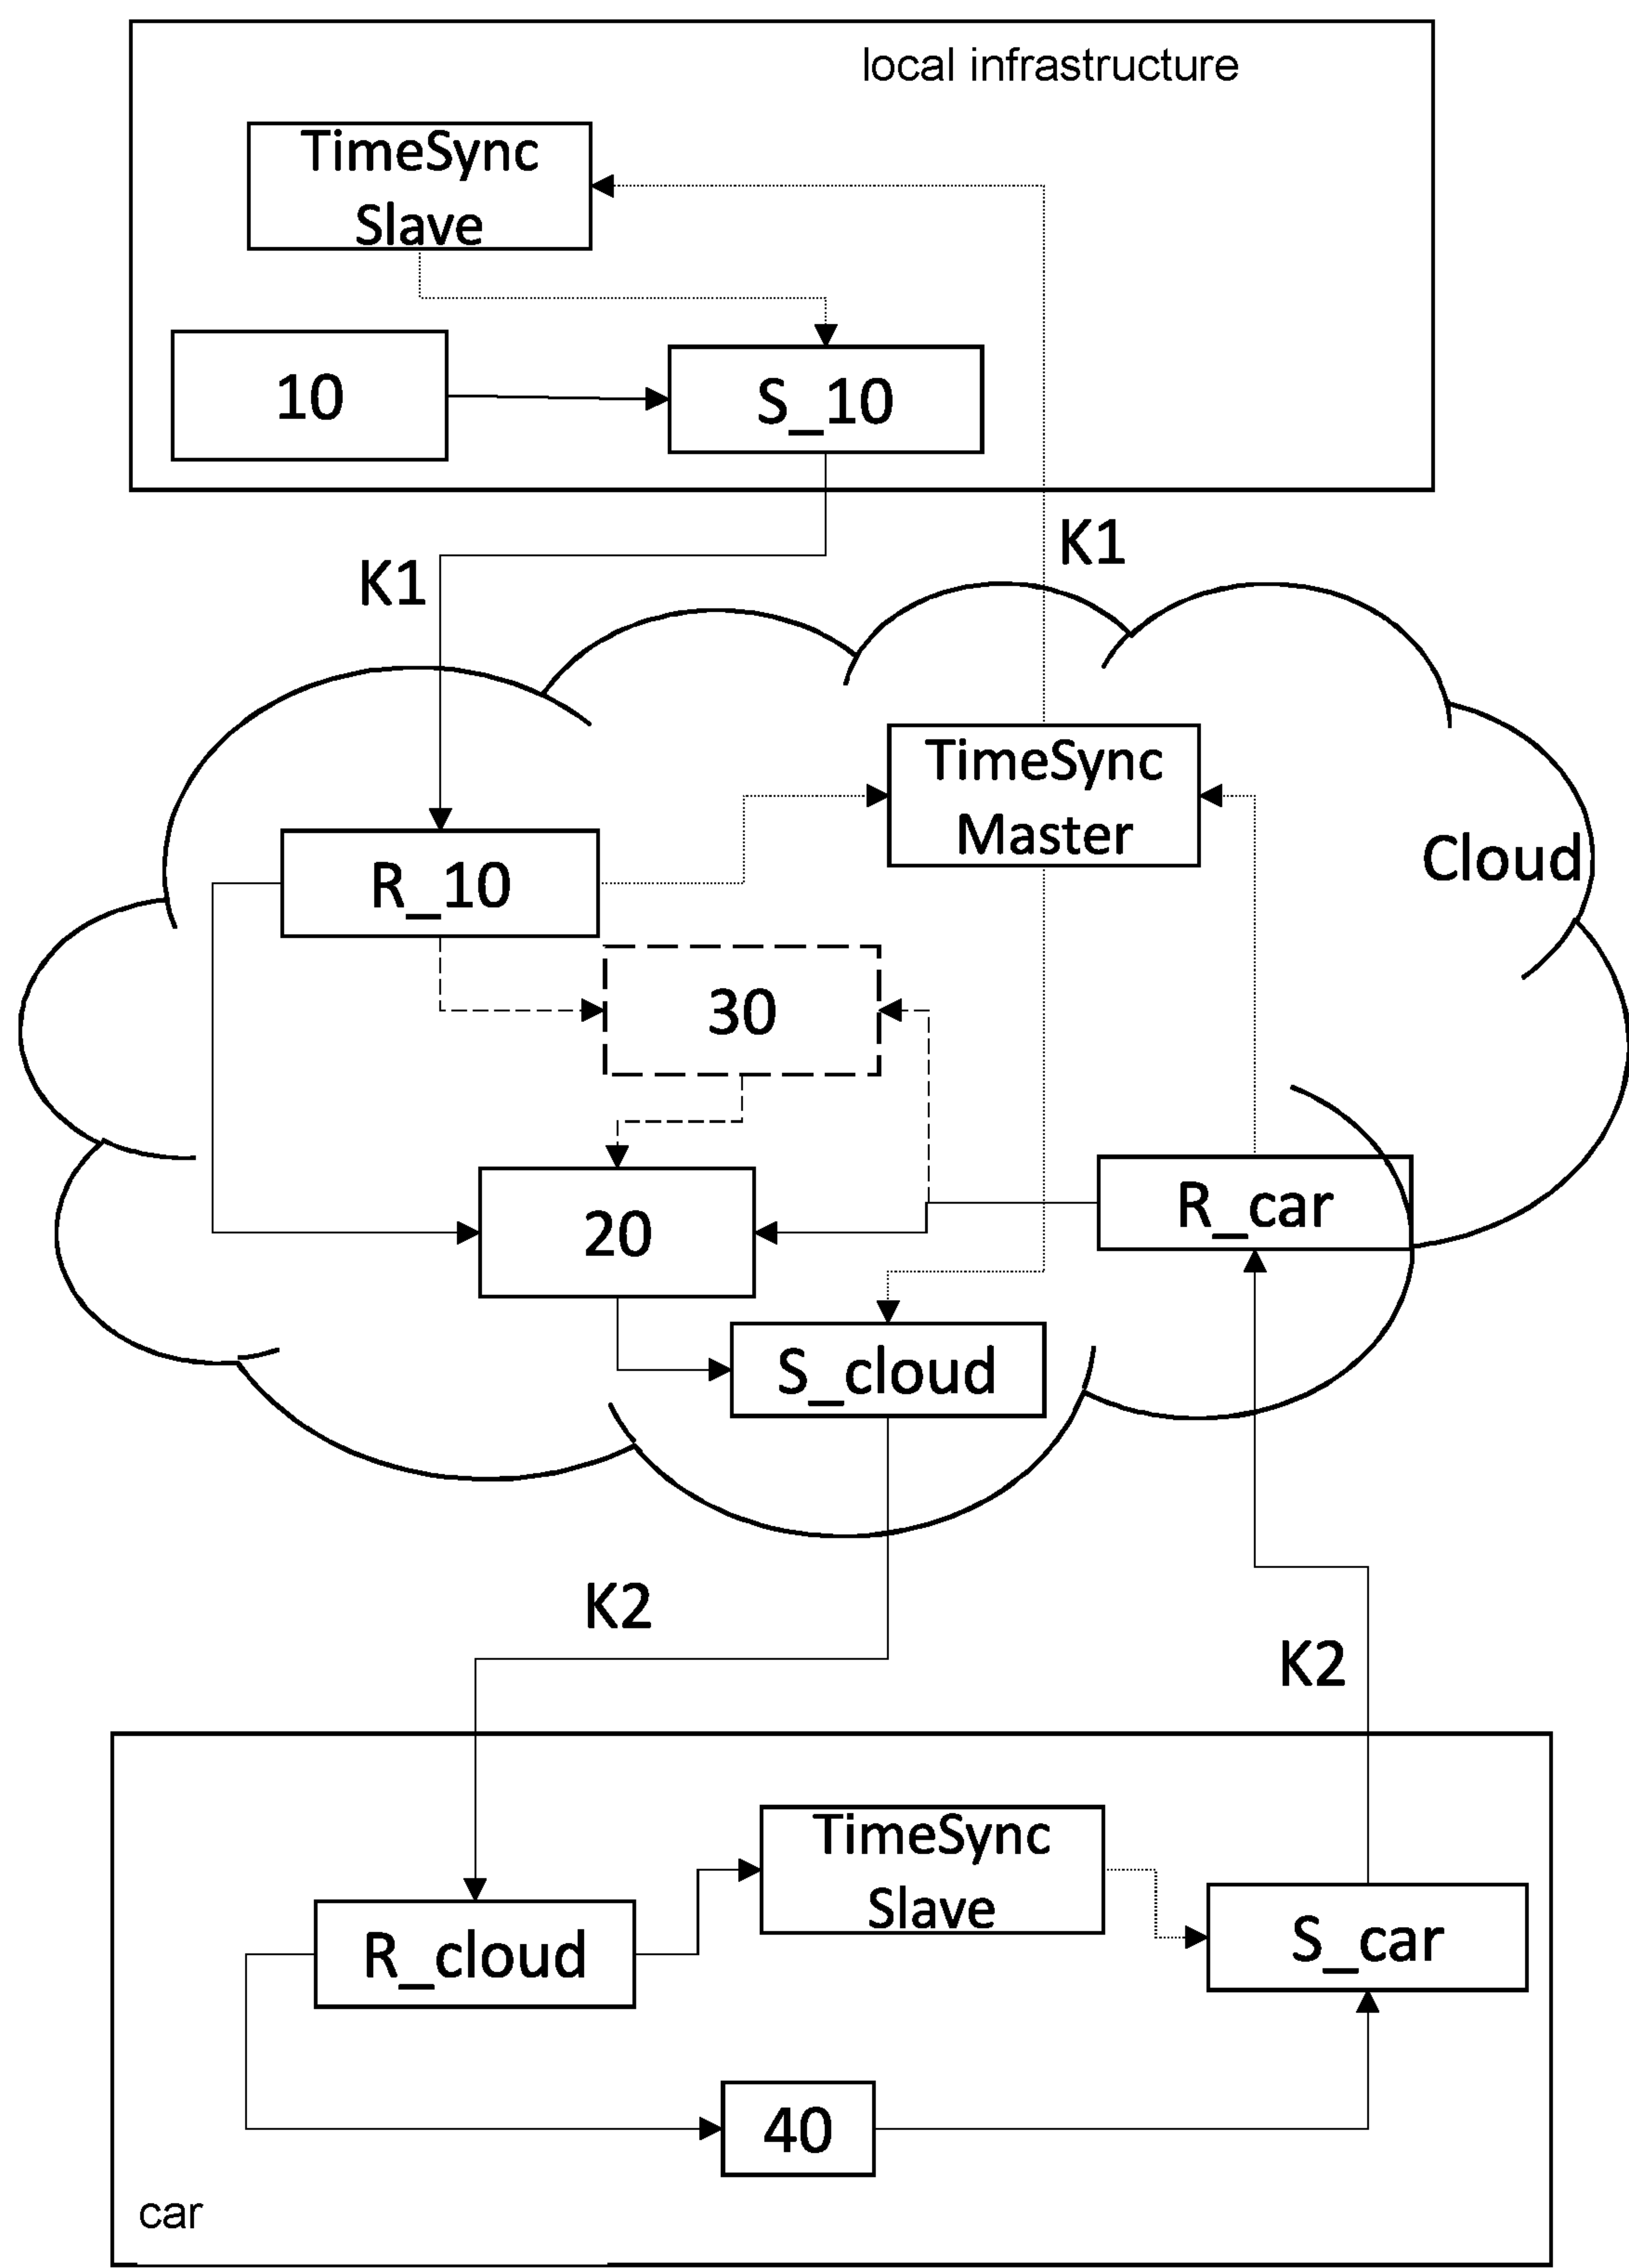 local infrastructure
TimeSync
Slave
10
S_10
K1
K1
TimeSync
Master
Cloud
R_10
30
R_car
20
S_cloud
K2
K2
TimeSync
Slave
R_cloud
S_car
40
car